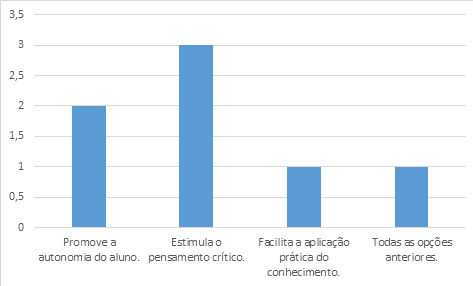 3,5
3
2,5
2
1,5
1
0,5
0
Promove a
autonomia do aluno.
Estimula o
pensamento crítico.
Facilita a aplicação
prática do
conhecimento.
Todas as opções
anteriores.